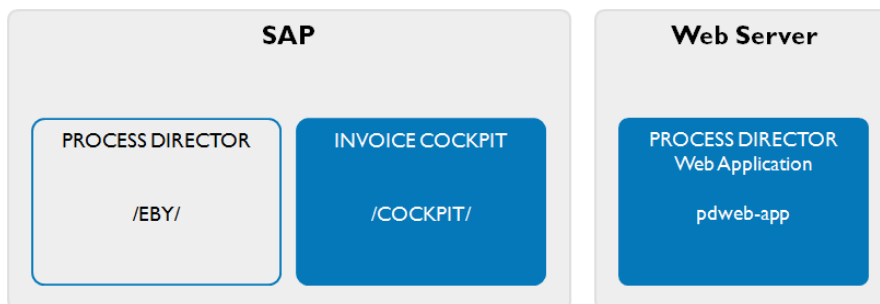 SAP
PROCESS DIRECTOR
/EBY/
INVOICE COCKPIT
/COCKPIT/
Web Server
PROCESS DIRECTOR
Web Application
pdweb-app